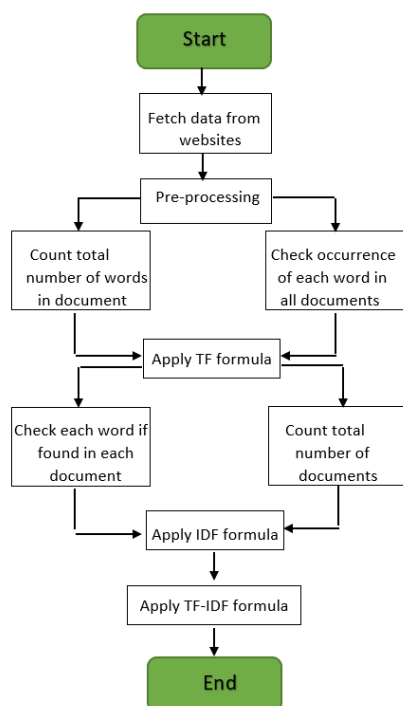 Start
Fetch data from
websites
Pre-processing
Count total
number of words
in document
Check occurrence
of each word in
all documents
Apply TF formula
Check each word if
found in each
document
Count total
number of
documents
Apply IDF formula
Apply TF-IDF formula
End